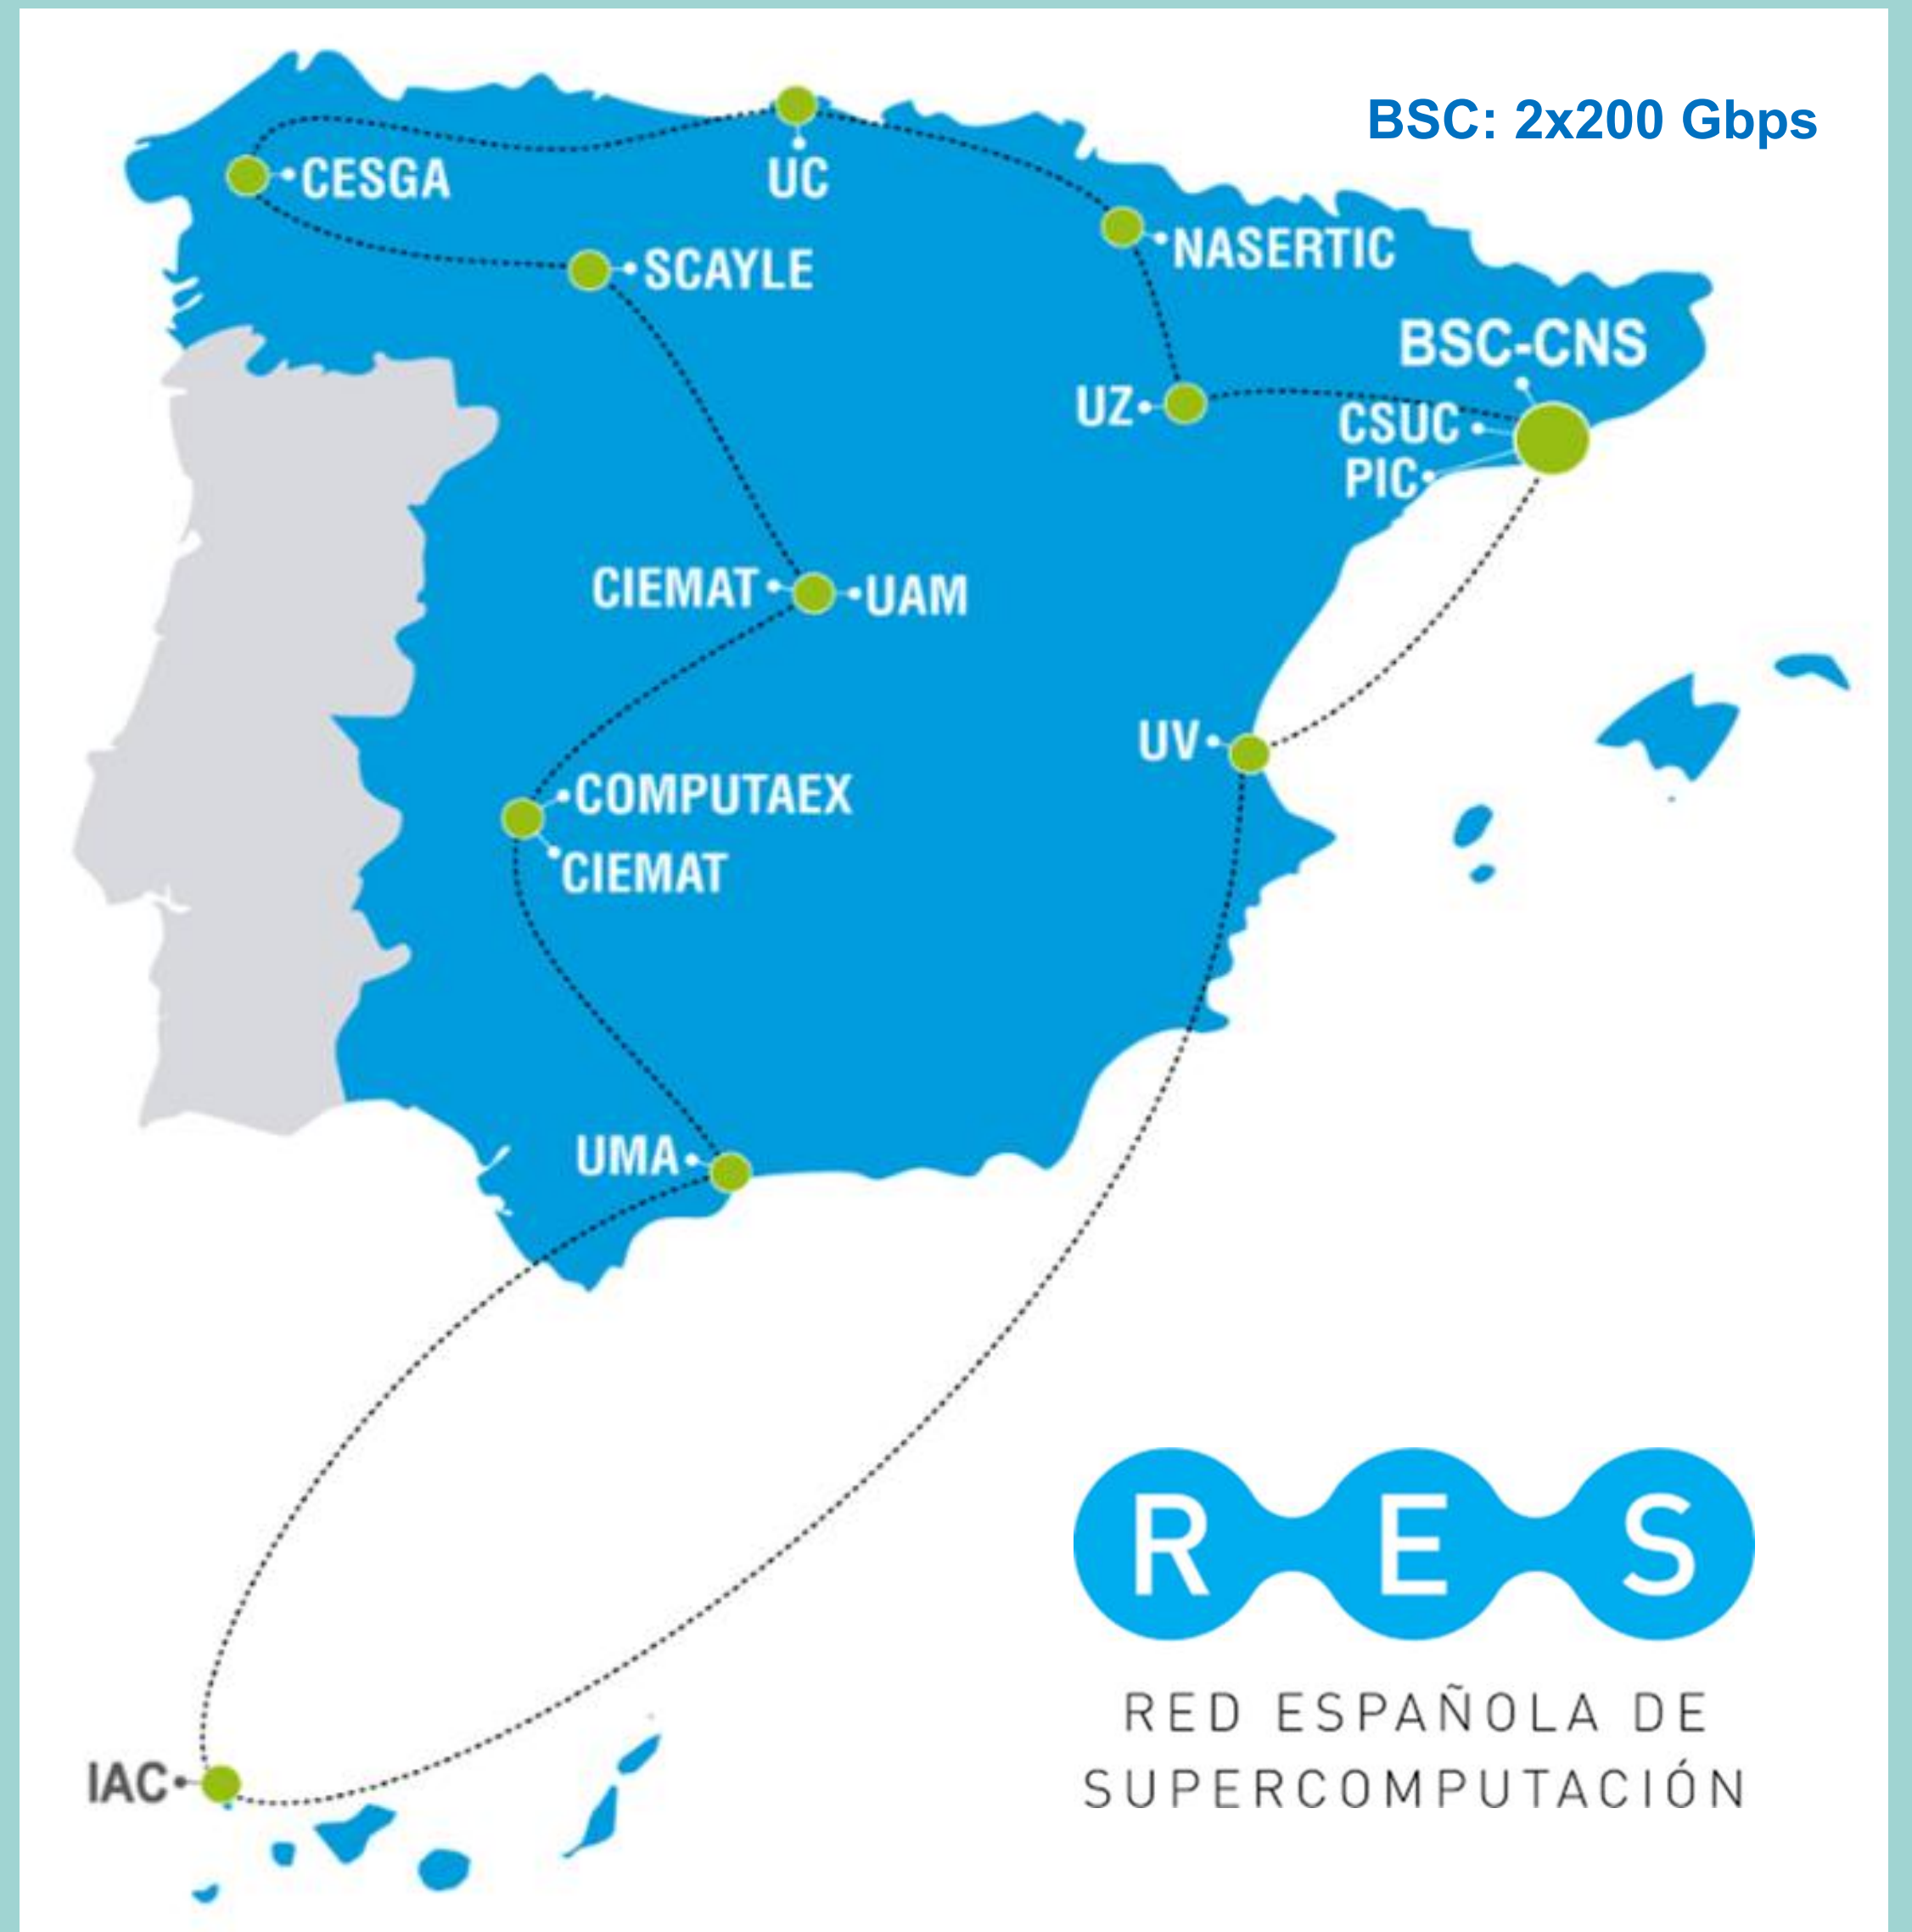 BSC: 2x200 Gbps
CESGA
UC
NASERTIC
SCAYLE
BSC-CNS
UZ
CSUC
PIC
CIEMAT
UAM
UV
COMPUTAEX
CIEMAT
UMA
R E S
RED ESPAÑOLA DE
SUPERCOMPUTACIÓN
IAC